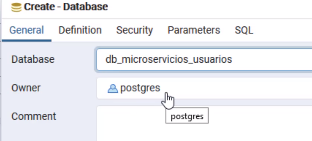 Create - Database
General Definition Security Parameters SQL
Database db_microservicios_usuarios
Owner postgres
postgres
Comment